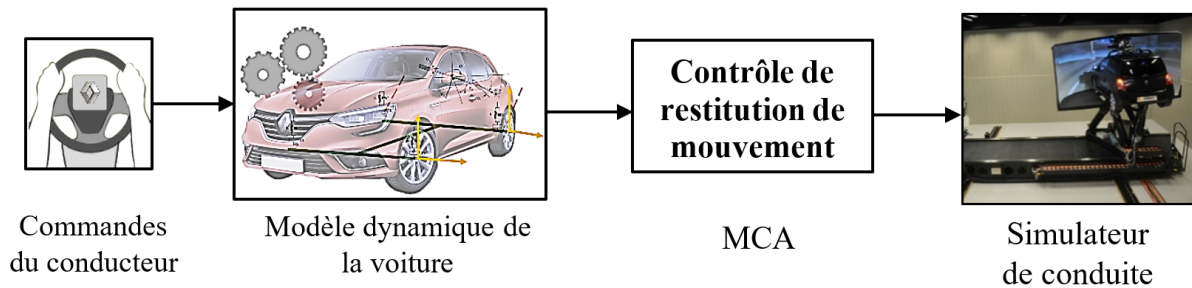 Contrôle de
restitution de
mouvement
Commandes
du conducteur
Modèle dynamique de
la voiture
MCA
Simulateur
de conduite